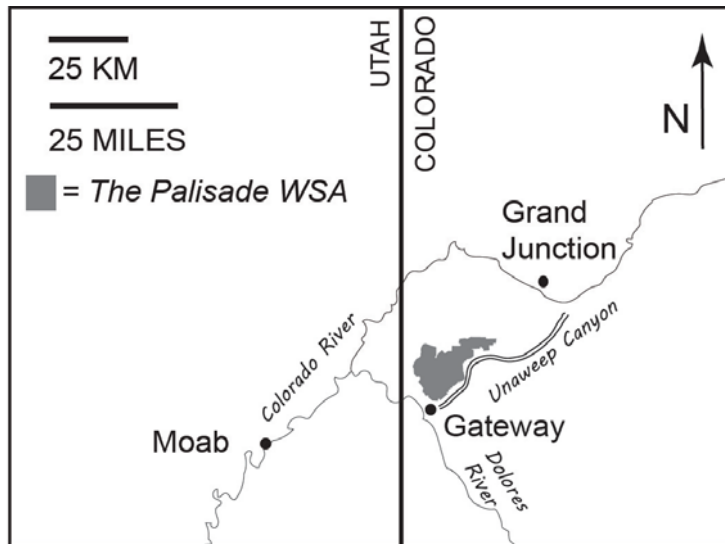 25 KM
25 MILES
= The Palisade WSA
UTAH
COLORADO
N
Grand
Junction
Colorado River
Unaweep Canyon
Moab
Gateway
Dolores
River